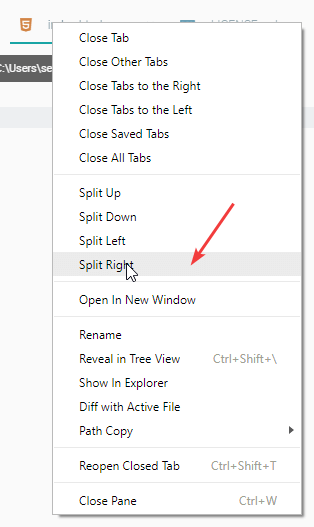 Close Tab
Close Other Tabs
Close Tabs to the Right
Close Tabs to the Left
Close Saved Tabs
Close All Tabs
Split Up
Split Down
Split Left
Split Right
Open In New Window
Rename
Reveal in Tree View Ctrl+Shift+\
Show In Explorer
Diff with Active File
Path Copy
Reopen Closed Tab Ctrl+Shift+T
Close Pane Ctrl+W